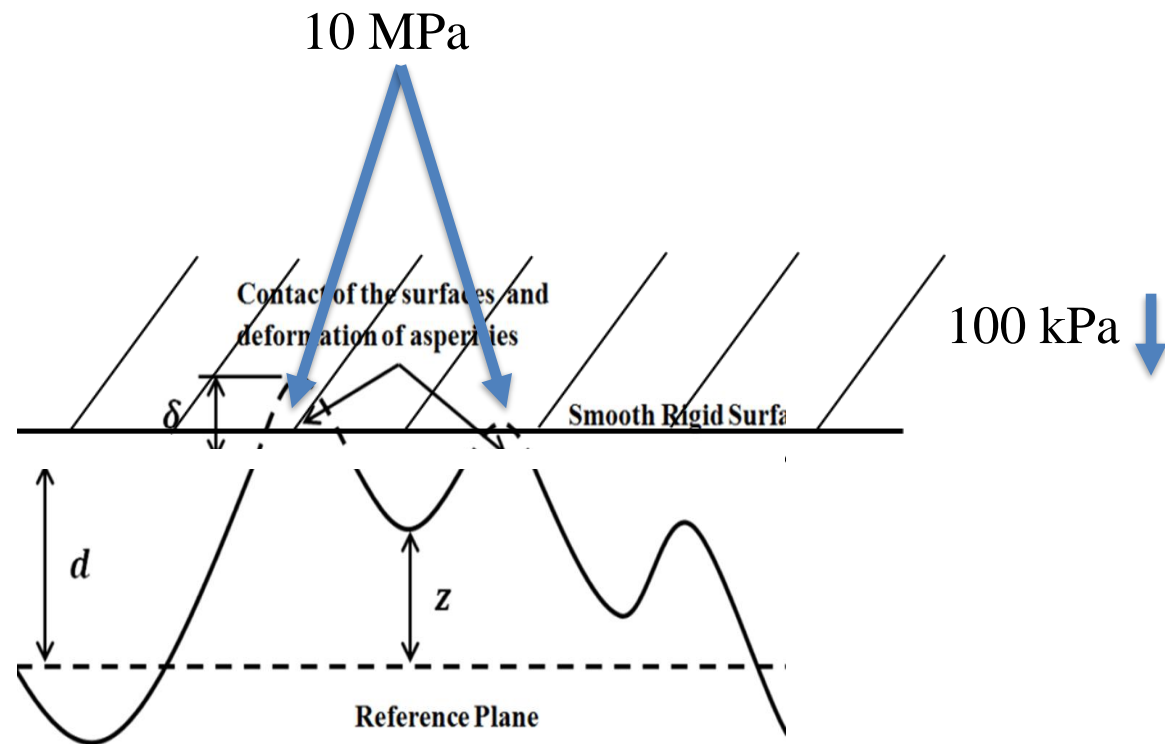 10 MPa
Contact of the surfaces and
deformation of asperities
100 kPa
δ
Smooth Rigid Surfa
d
z
Reference Plane